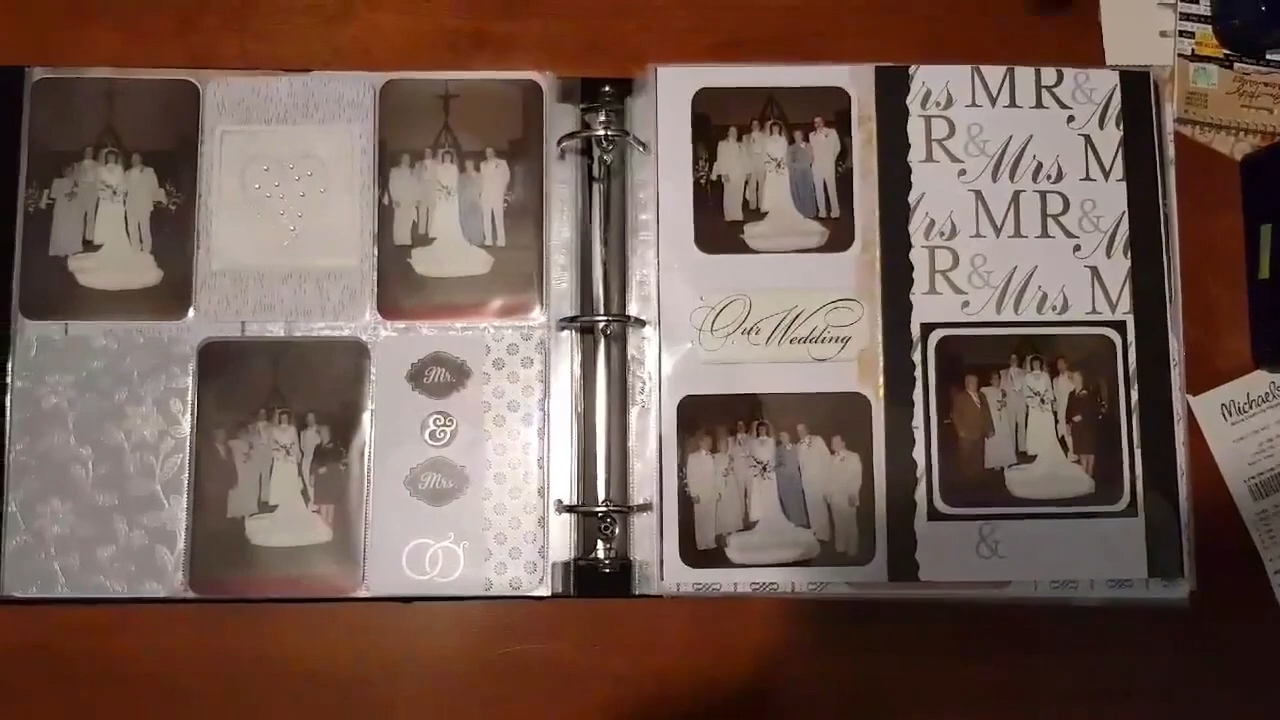 Mr.
&
Mrs.
Our Wedding
rs MR & M
R & Mrs M
rs MR & M
R & Mrs M
&
Michaels